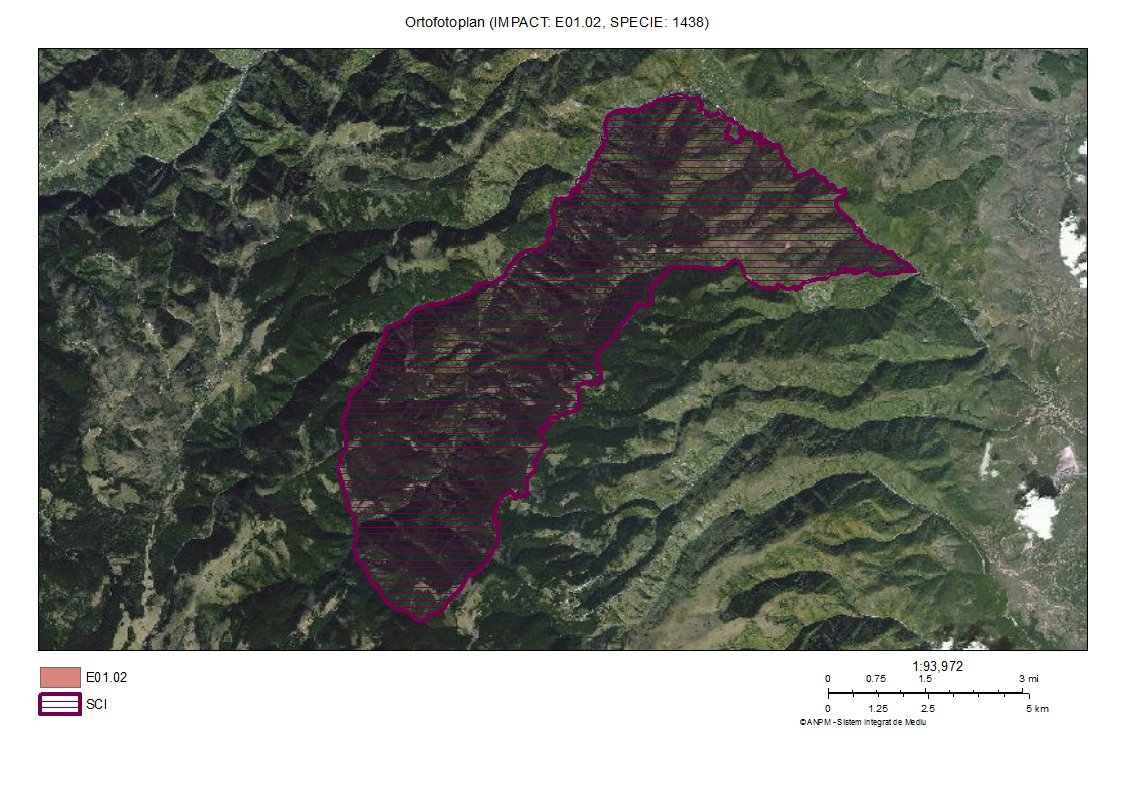 Ortofotoplan (IMPACT: E01.02, SPECIE: 1438)
E01.02
SCI
1:93,972
0 0.75 1.5 3 mi
0 1.25 2.5 5 km
©ANPM - Sistem Integrat de Mediu